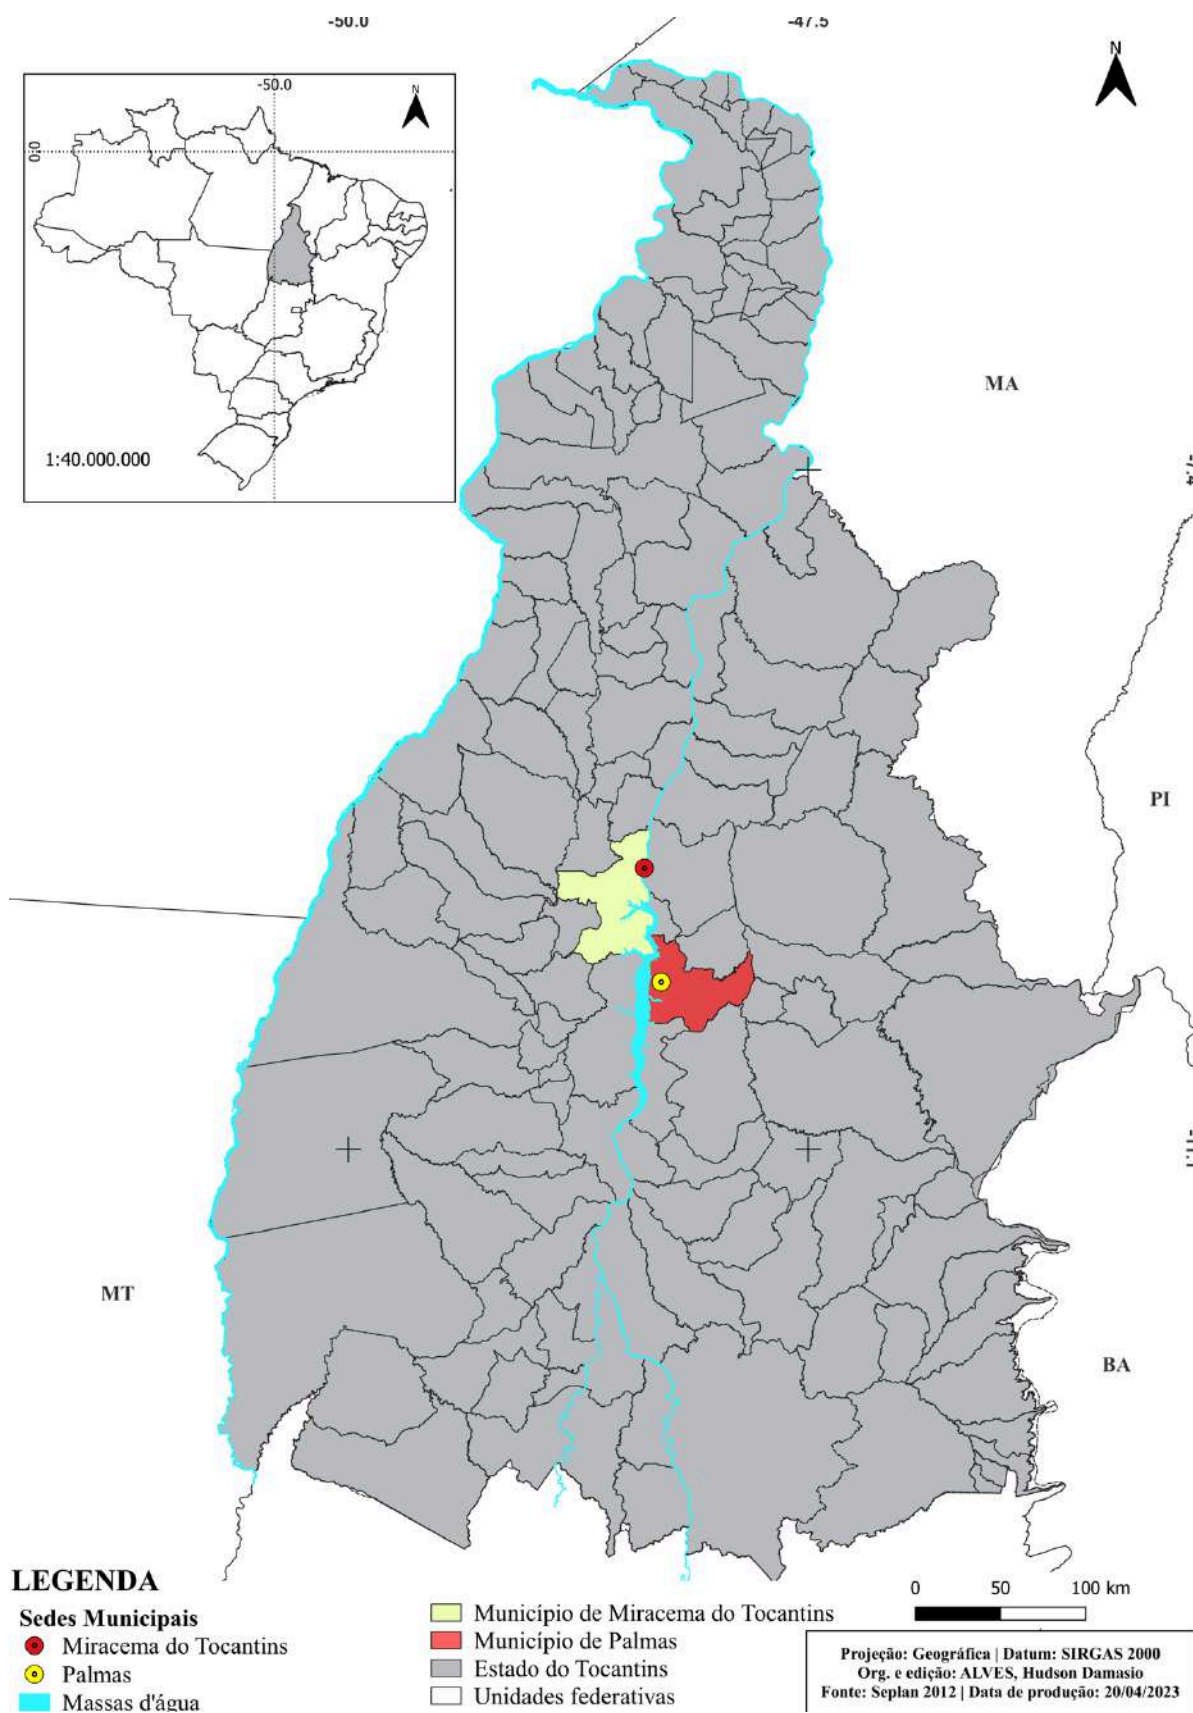 -50.0
-47.5
N
-50.0
N
0.0
1:40.000.000
MA
-7.4
PI
MT
BA
LEGENDA
Sedes Municipais
Miracema do Tocantins
Palmas
Massas d'água
Município de Miracema do Tocantins
Município de Palmas
Estado do Tocantins
Unidades federativas
0 50 100 km
Projeção: Geográfica | Datum: SIRGAS 2000
Org. e edição: ALVES, Hudson Damasio
Fonte: Seplan 2012 | Data de produção: 20/04/2023